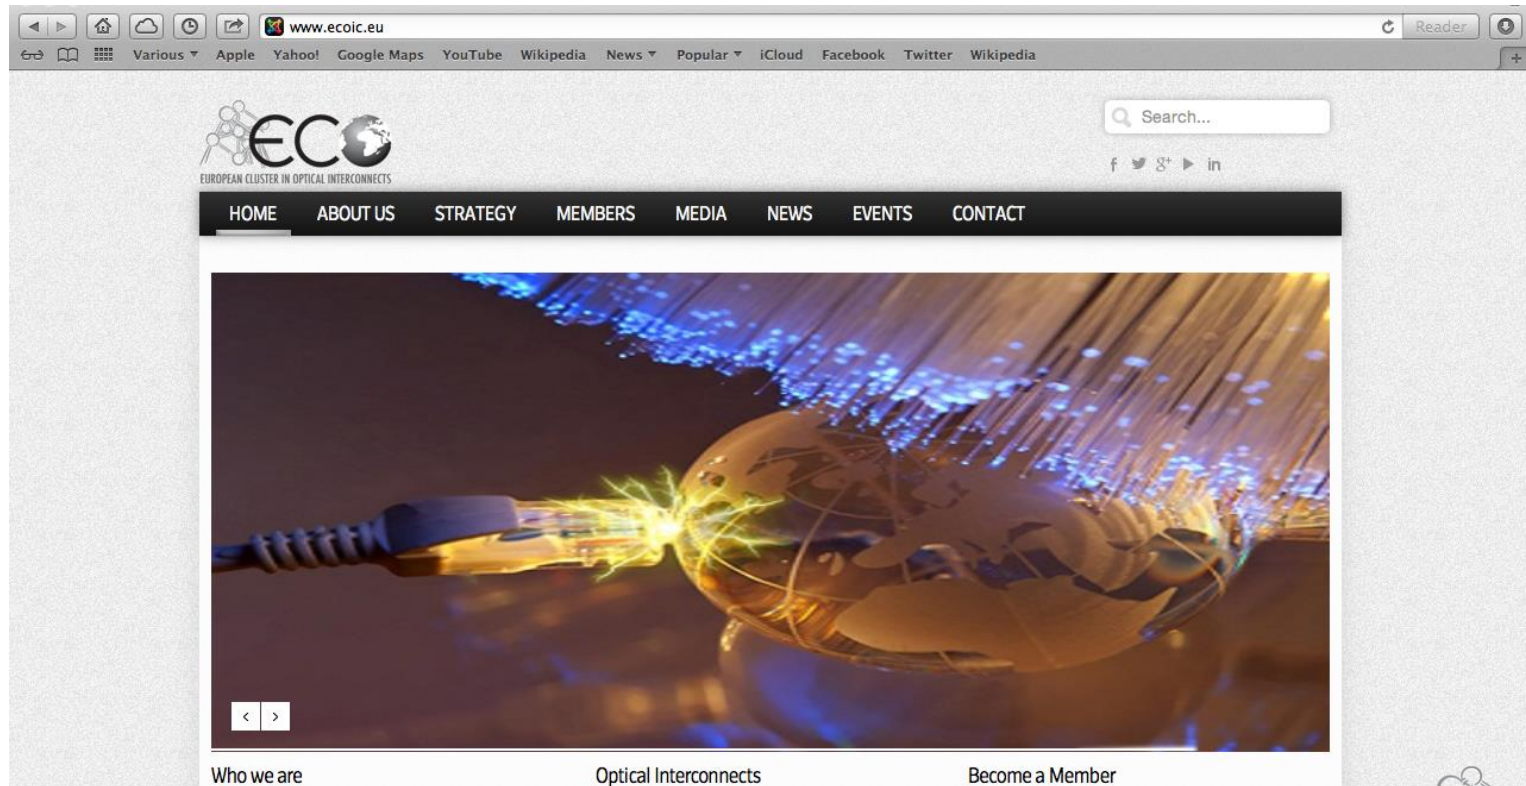 www.ecoic.eu
Reader
Various Apple Yahoo! Google Maps YouTube Wikipedia News Popular iCloud Facebook Twitter Wikipedia
ECO
EUROPEAN CLUSTER IN OPTICAL INTERCONNECTS
Search...
f g+ in
HOME ABOUT US STRATEGY MEMBERS MEDIA NEWS EVENTS CONTACT
Who we are Optical Interconnects Become a Member